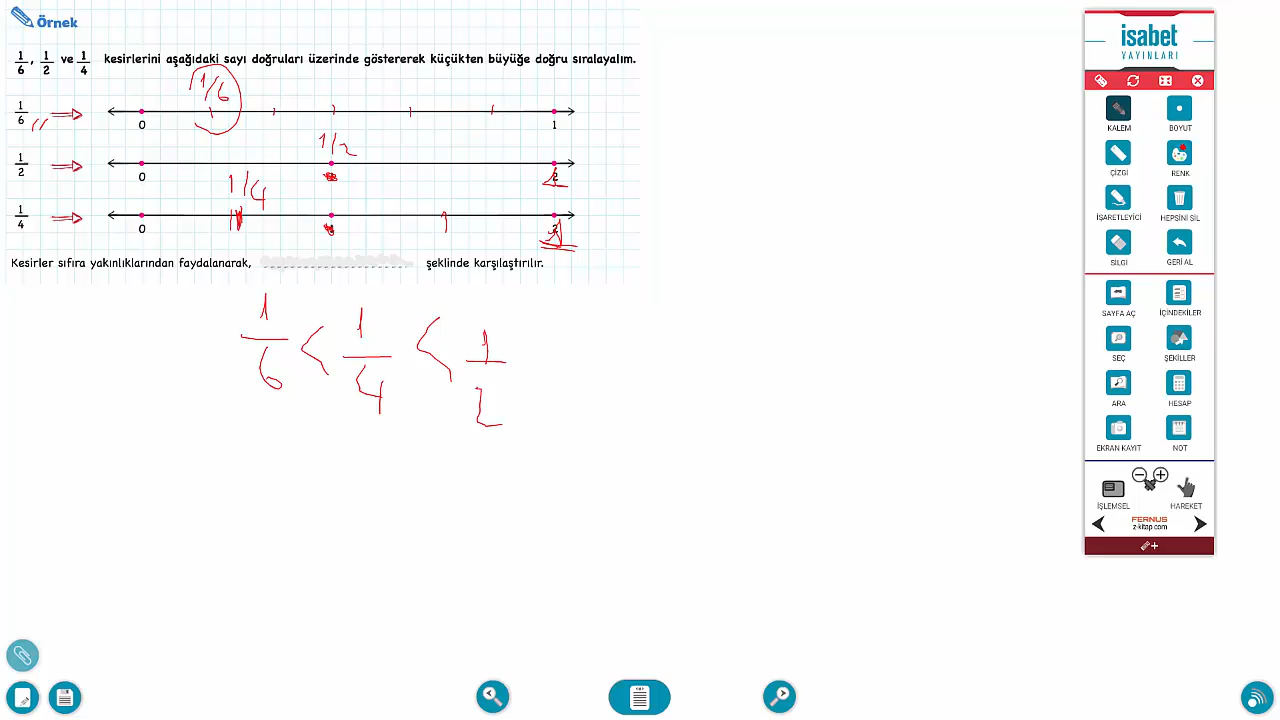 Örnek
1/6, 1/2 ve 1/4 kesirlerini aşağıdaki sayı doğruları üzerinde göstererek küçükten büyüğe doğru sıralayalım.
1/6
1/6
0 1
1/2
1/2
0
1/4
1/4
0 1
Kesirler sıfıra yakınlıklarından faydalanarak, şeklinde karşılaştırılır.
1/6 < 1/4 < 1/2
isabet
YAYINLARI
KALEM BOYUT
ÇİZGİ RENK
İŞARETLEYİCİ HEPSİNİ SİL
SİLGİ GERİ AL
SAYFA AÇ İÇİNDEKİLER
SEÇ ŞEKİLLER
ARA HESAP
EKRAN KAYIT NOT
İŞLEMSEL HAREKET
FERNUS
z-kitap.com